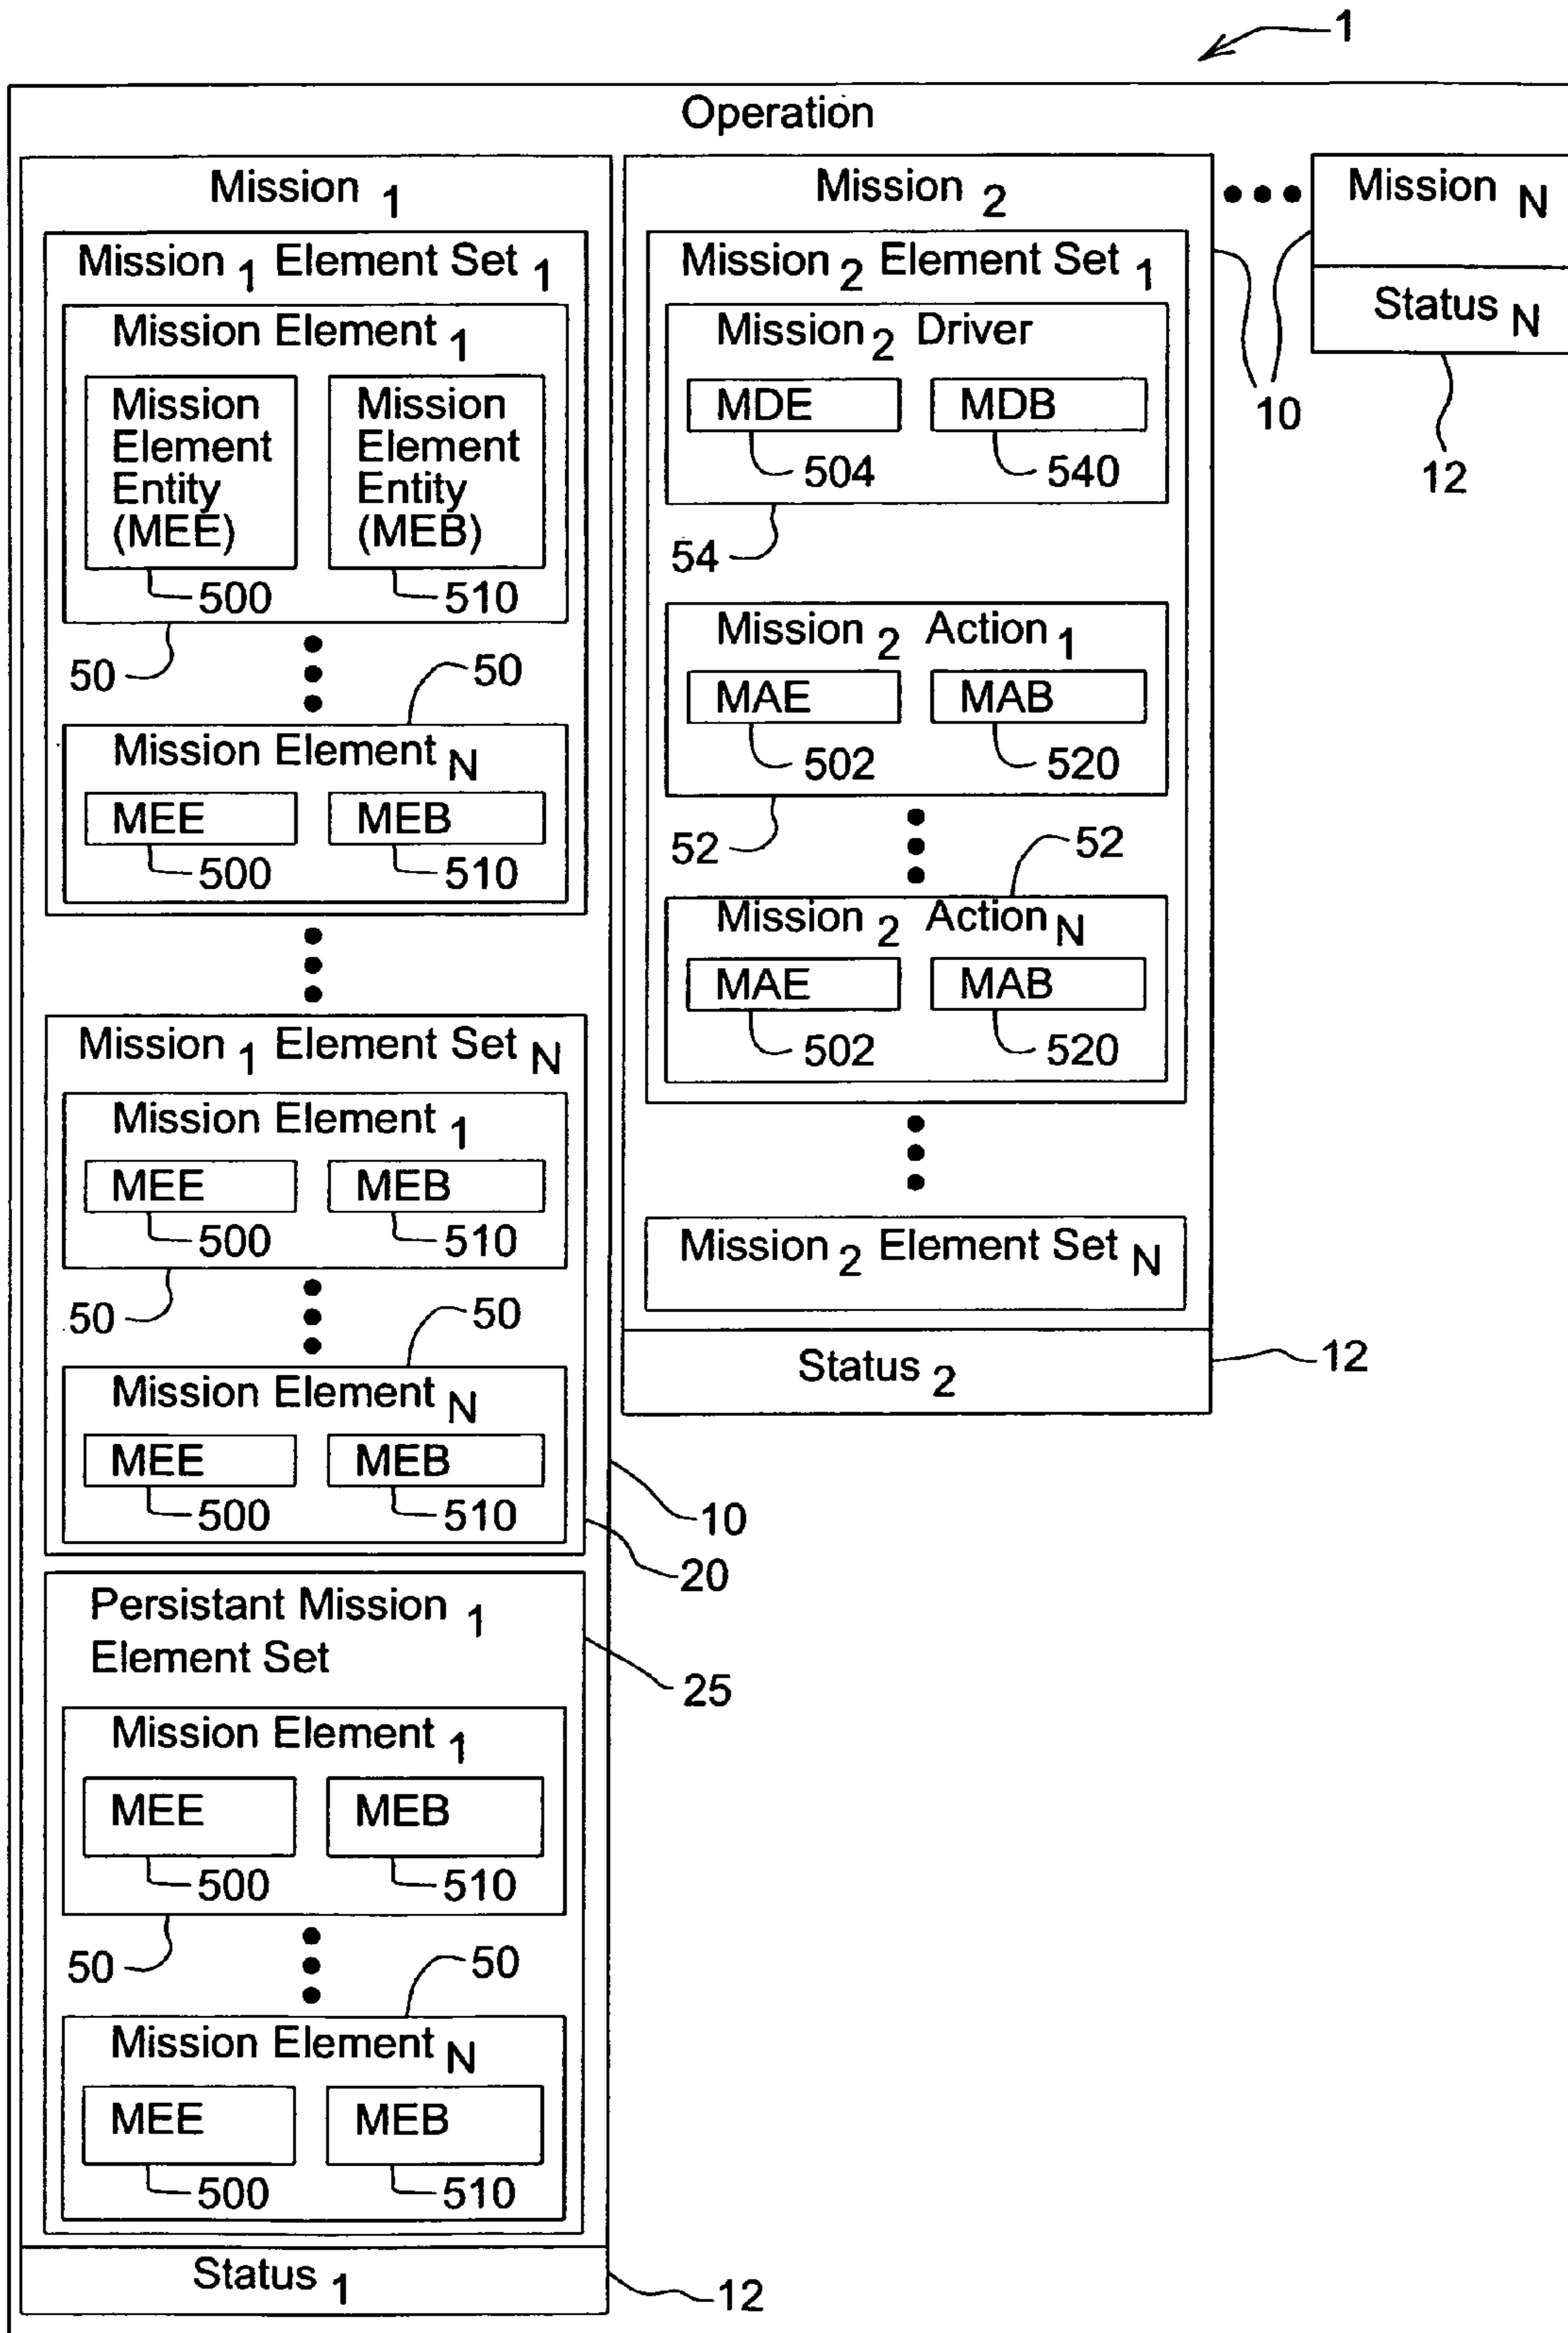 1
Operation
Mission 1
Mission 1 Element Set 1
Mission Element 1
Mission
Element
Entity
(MEE)
500
Mission
Element
Entity
(MEB)
510
50
50
Mission Element N
MEE
500
MEB
510
Mission 1 Element Set N
Mission Element 1
MEE
500
MEB
510
50
50
Mission Element N
MEE
500
MEB
510
10
20
Persistant Mission 1
Element Set
25
Mission Element 1
MEE
500
MEB
510
50
50
Mission Element N
MEE
500
MEB
510
Status 1
12
Mission 2
Mission 2 Element Set 1
Mission 2 Driver
MDE
504
MDB
540
54
Mission 2 Action 1
MAE
502
MAB
520
52
52
Mission 2 Action N
MAE
502
MAB
520
Mission 2 Element Set N
Status 2
12
10
Mission N
Status N
12